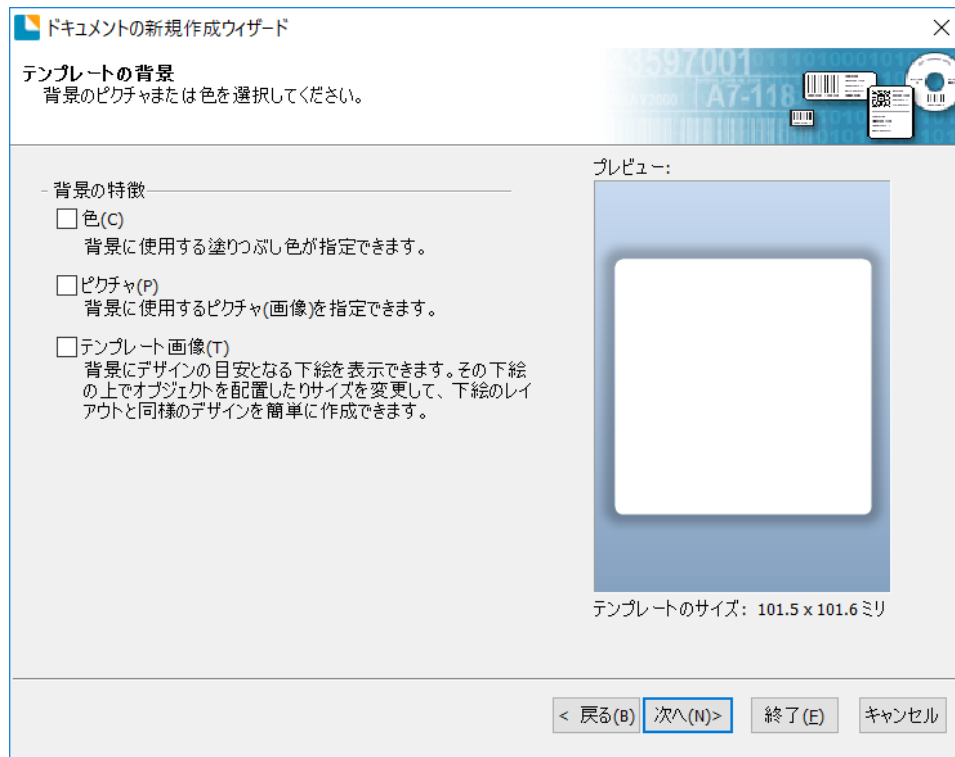 ドキュメントの新規作成ウィザード
テンプレートの背景
背景のピクチャまたは色を選択してください。
3597001
A7-118
プレビュー:
背景の特徴
色(C)
背景に使用する塗りつぶし色が指定できます。
ピクチャ(P)
背景に使用するピクチャ(画像)を指定できます。
テンプレート画像(T)
背景にデザインの目安となる下絵を表示できます。その下絵
の上でオブジェクトを配置したりサイズを変更して、下絵のレイ
アウトと同様のデザインを簡単に作成できます。
テンプレートのサイズ: 101.5 x 101.6 ミリ
< 戻る(B)
次へ(N)>
終了(E)
キャンセル